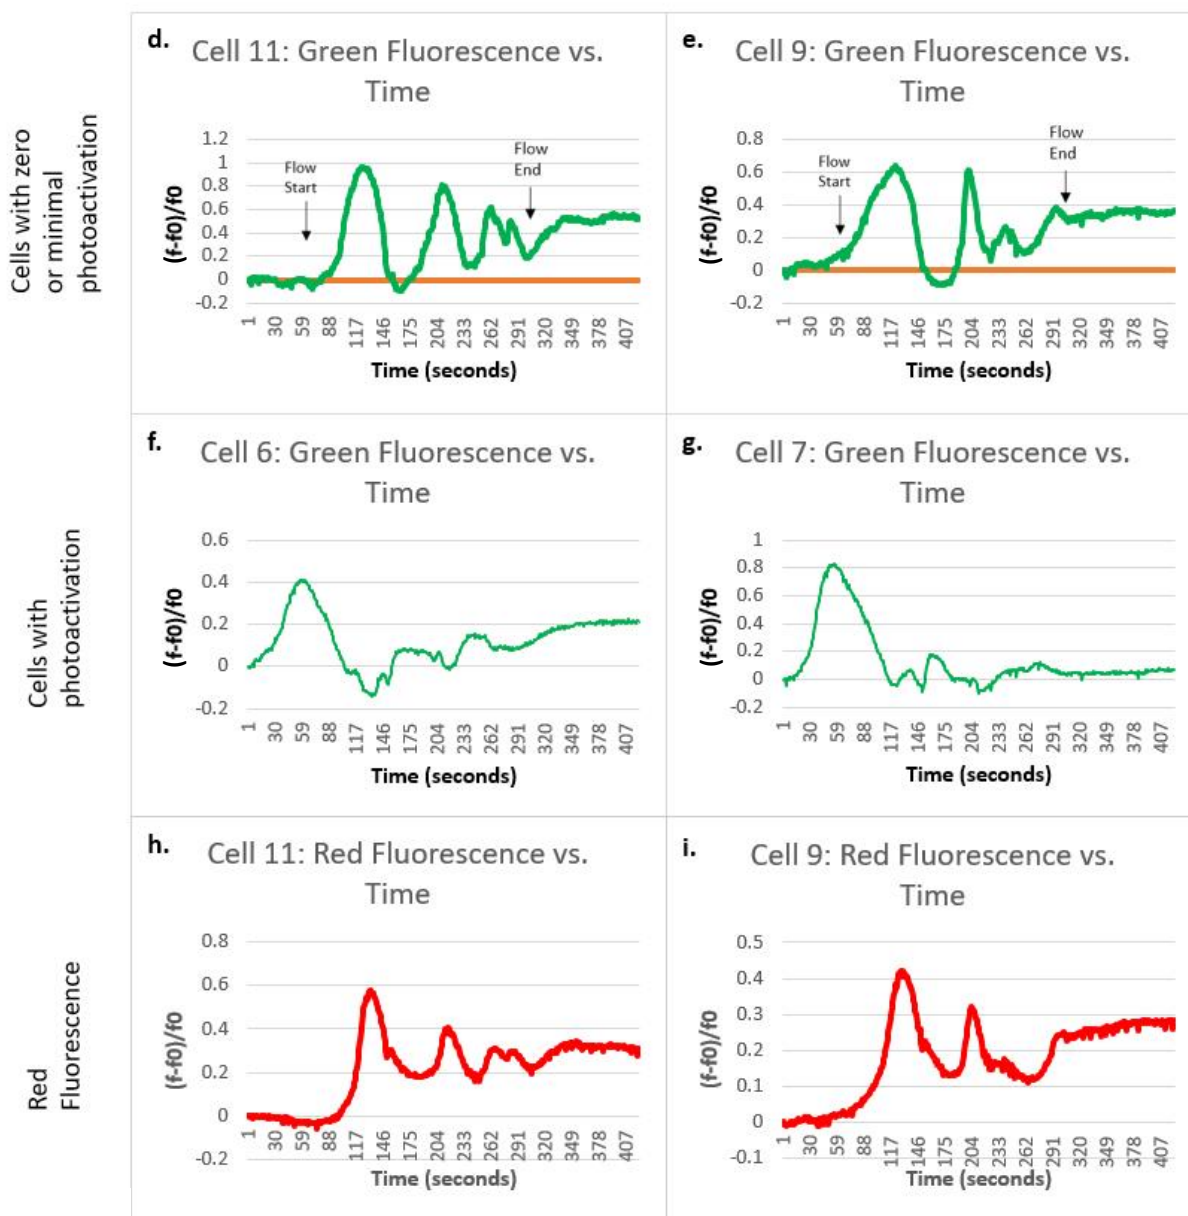 Cells with zero
or minimal
photoactivation
d.
Cell 11: Green Fluorescence vs.
Time
(f-f0)/f0
1.2
1
0.8
0.6
0.4
0.2
0
-0.2
Flow
Start
Flow
End
1 30 59 88 117 146 175 204 233 262 291 320 349 378 407
Time (seconds)
e.
Cell 9: Green Fluorescence vs.
Time
(f-f0)/f0
0.8
0.6
0.4
0.2
0
-0.2
Flow
Start
Flow
End
1 30 59 88 117 146 175 204 233 262 291 320 349 378 407
Time (seconds)
Cells with
photoactivation
f.
Cell 6: Green Fluorescence vs.
Time
(f-f0)/f0
0.6
0.4
0.2
0
-0.2
1 30 59 88 117 146 175 204 233 262 291 320 349 378 407
Time (seconds)
g.
Cell 7: Green Fluorescence vs.
Time
(f-f0)/f0
1
0.8
0.6
0.4
0.2
0
-0.2
1 30 59 88 117 146 175 204 233 262 291 320 349 378 407
Time (seconds)
Red
Fluorescence
h.
Cell 11: Red Fluorescence vs.
Time
(f-f0)/f0
0.8
0.6
0.4
0.2
0
-0.2
1 30 59 88 117 146 175 204 233 262 291 320 349 378 407
Time (seconds)
i.
Cell 9: Red Fluorescence vs.
Time
(f-f0)/f0
0.5
0.4
0.3
0.2
0.1
0
-0.1
1 30 59 88 117 146 175 204 233 262 291 320 349 378 407
Time (seconds)